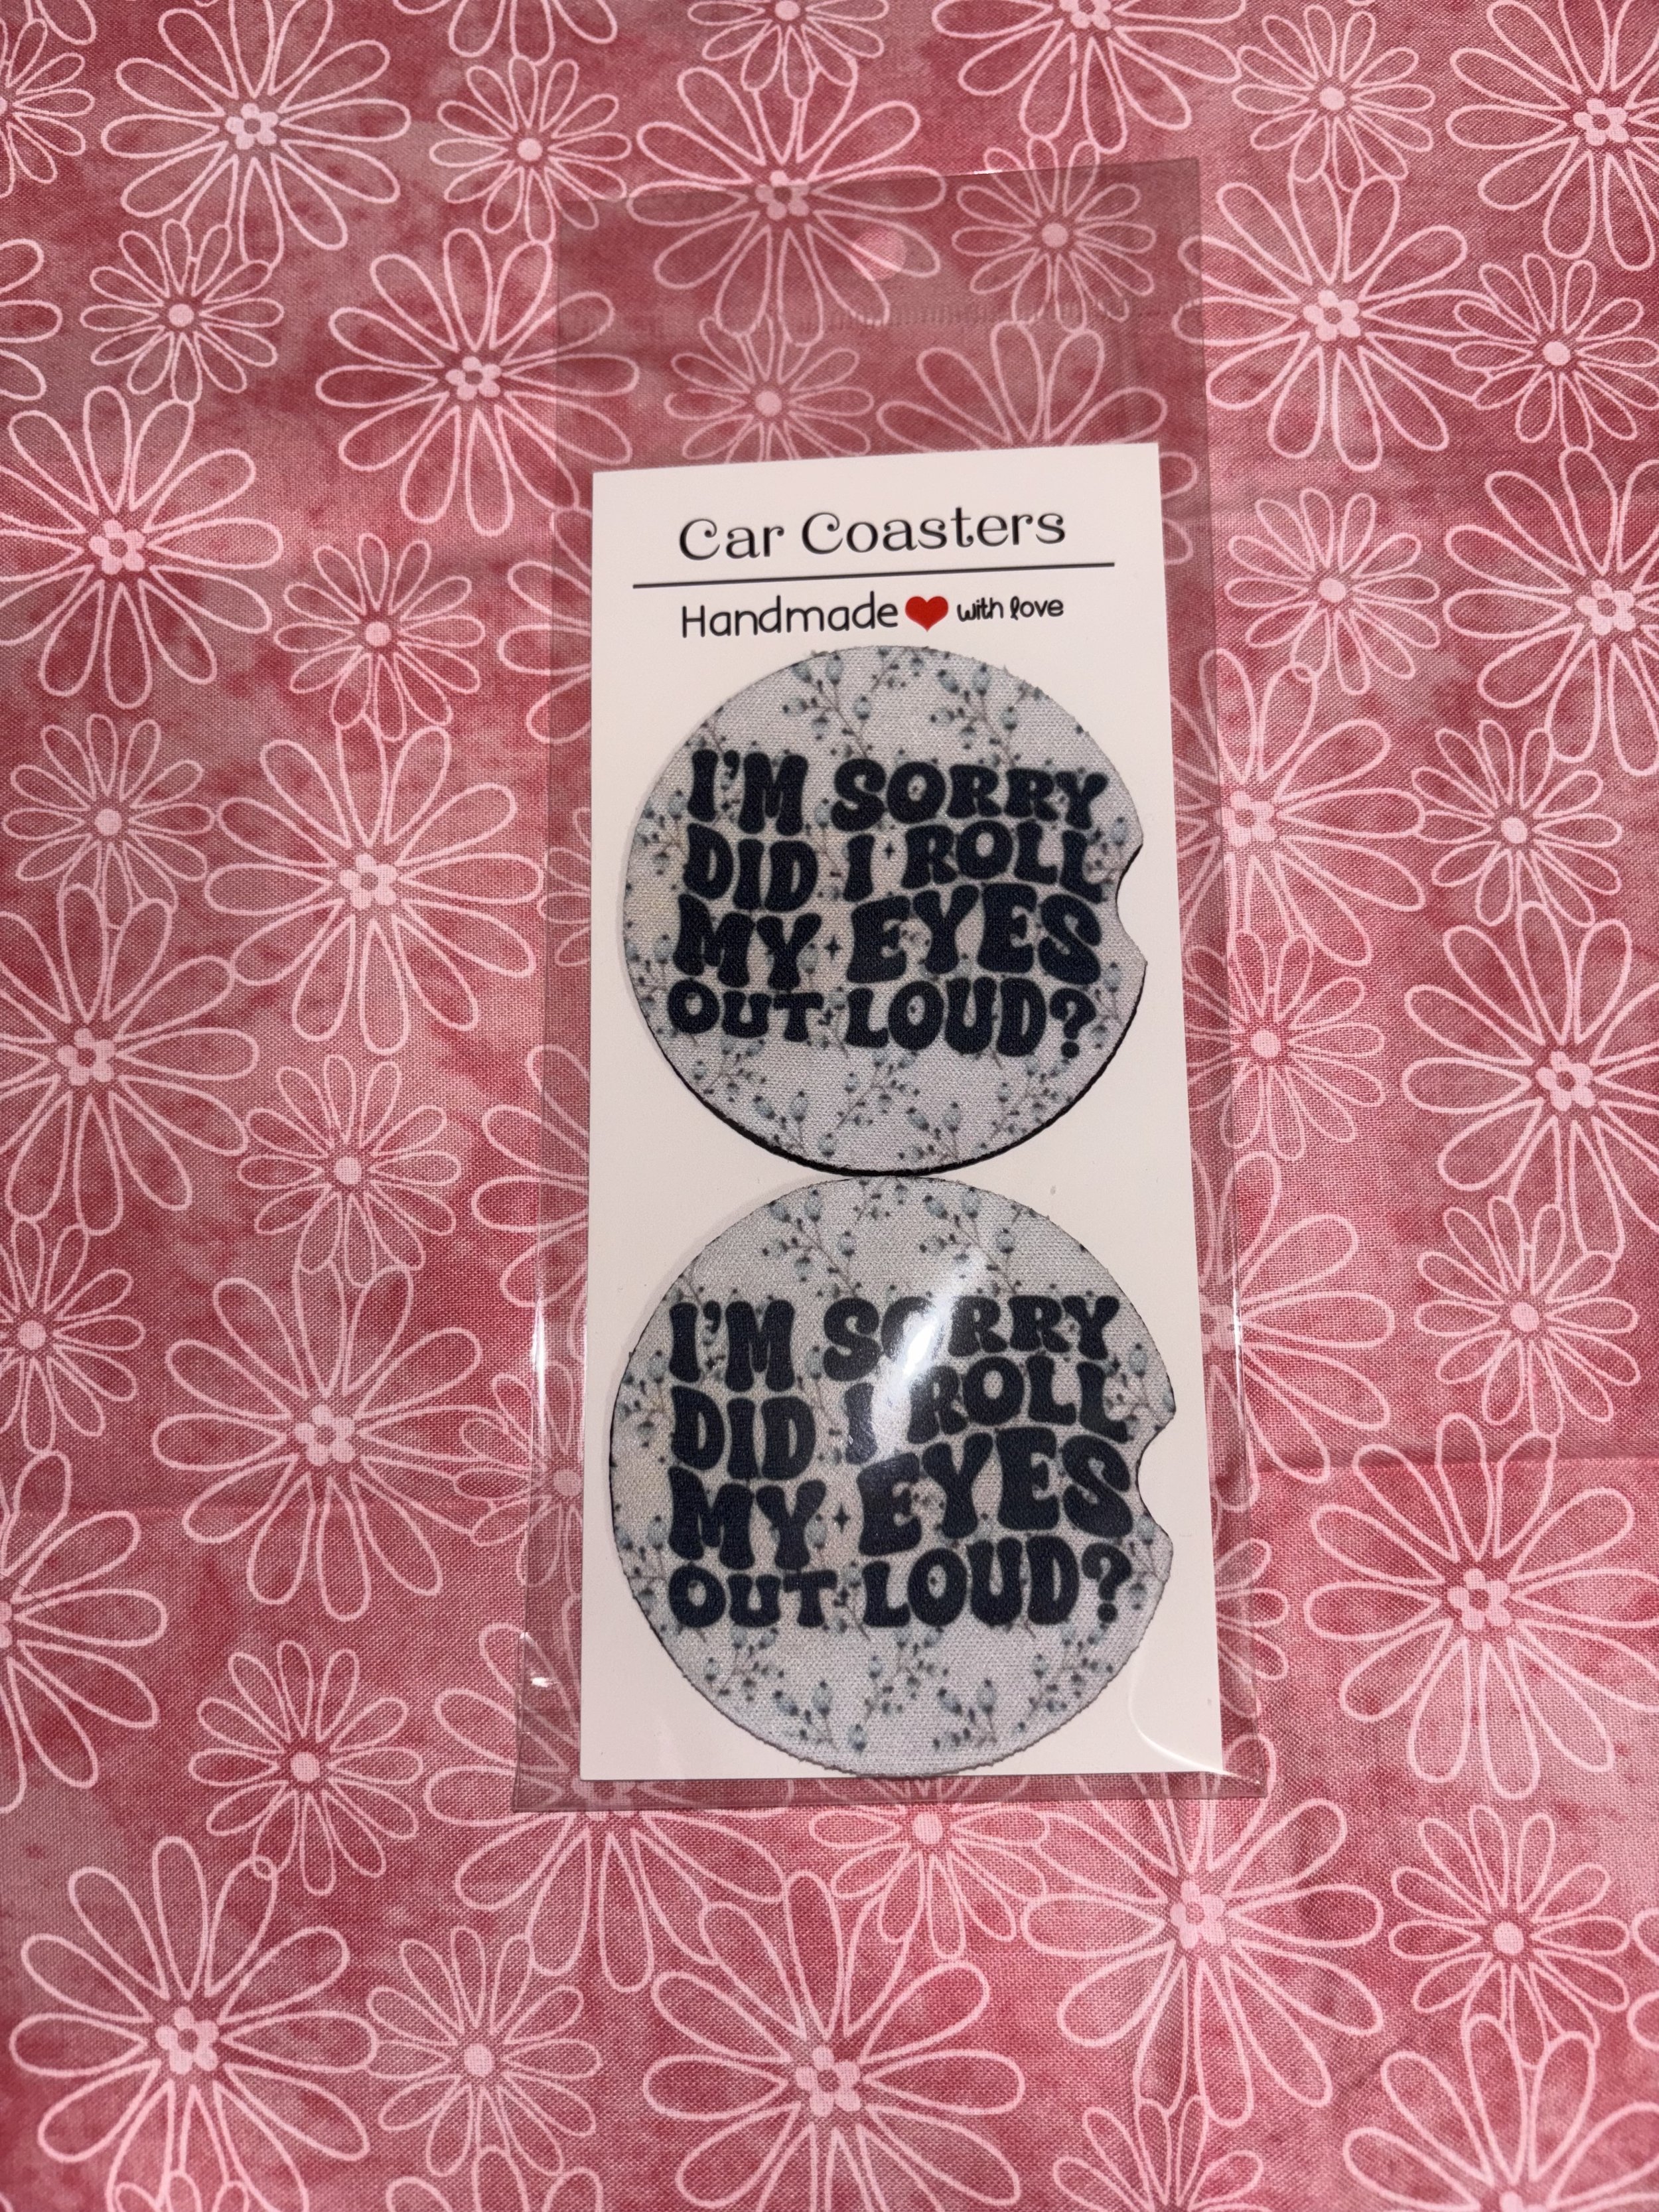 Car Coasters
Handmade with love
I'M SORRY
DID I ROLL
MY EYES
OUT LOUD?
I'M SORRY
DID I ROLL
MY EYES
OUT LOUD?